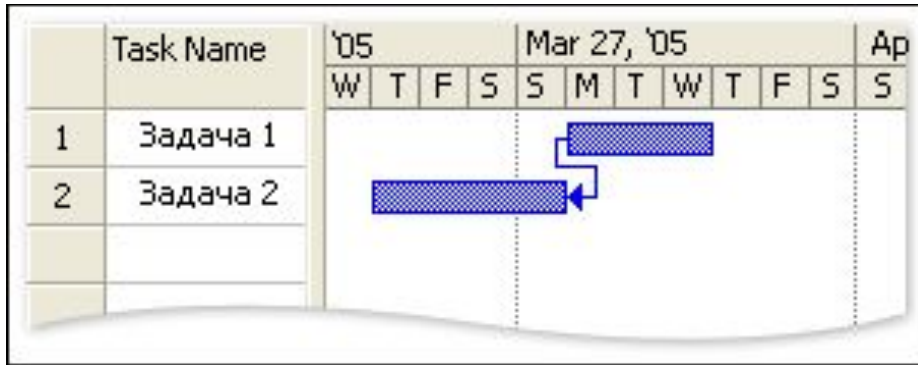 Task Name '05 Mar 27, '05 Ap
W T F S S M T W T F S S
1 Задача 1
2 Задача 2